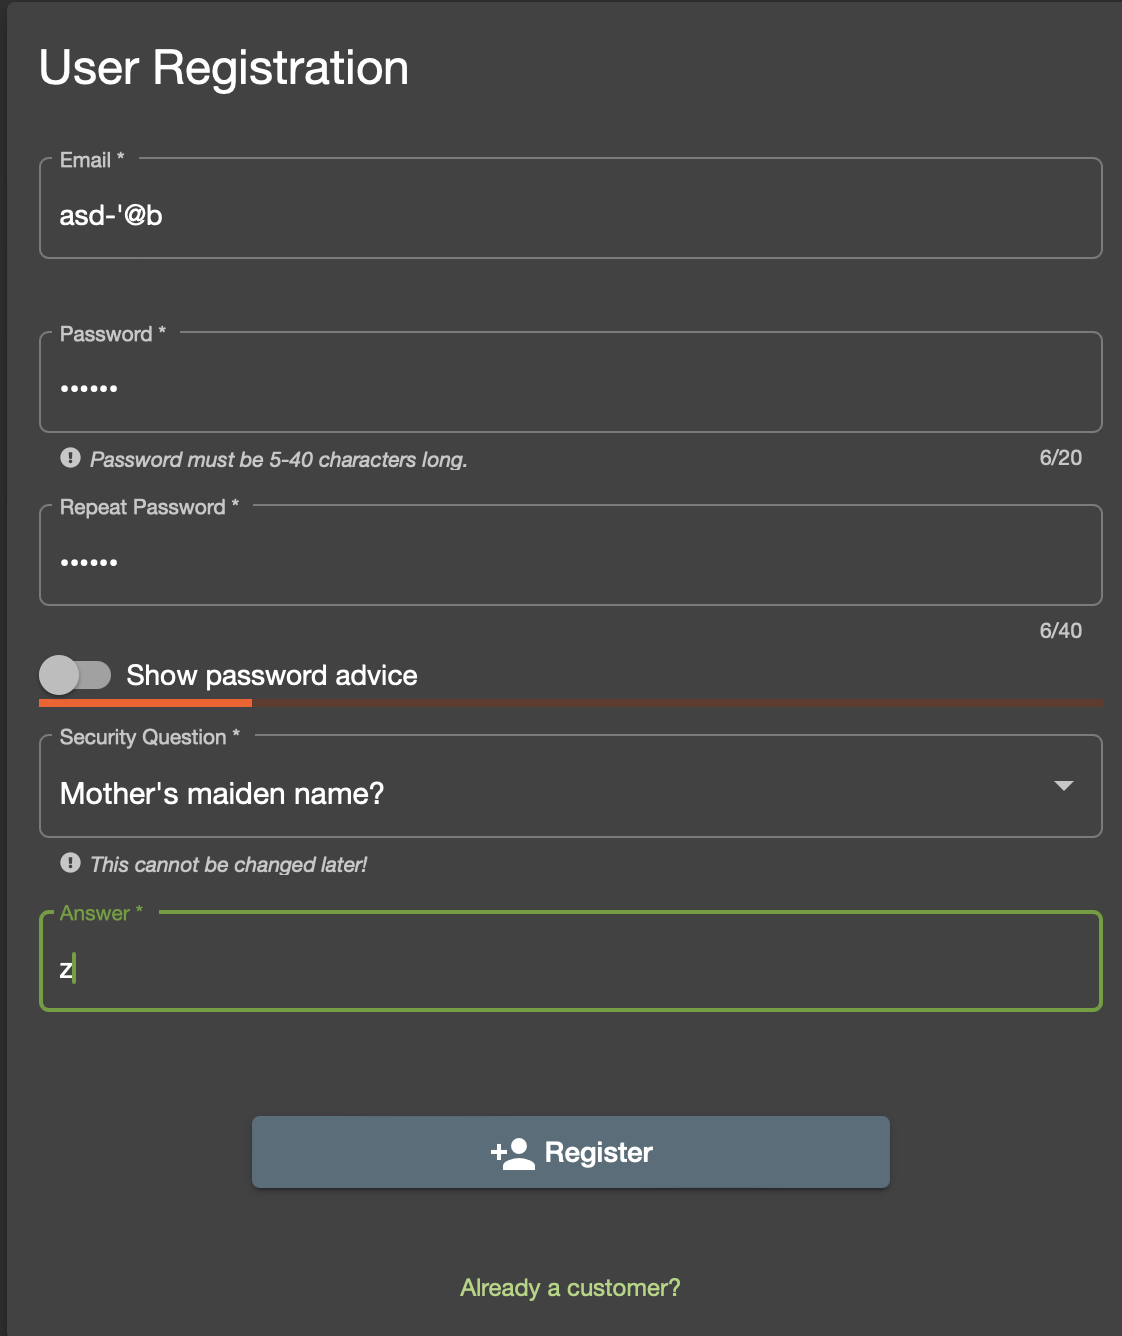 User Registration
Email *
asd-'@b
Password *
••••••
Password must be 5-40 characters long.
6/20
Repeat Password *
••••••
6/40
Show password advice
Security Question *
Mother's maiden name?
This cannot be changed later!
Answer *
z
Register
Already a customer?